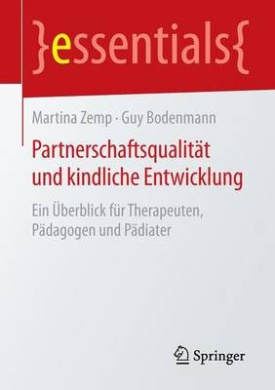 }essentials{
Martina Zemp · Guy Bodenmann
Partnerschaftsqualität
und kindliche Entwicklung
Ein Überblick für Therapeuten,
Pädagogen und Pädiater
Springer